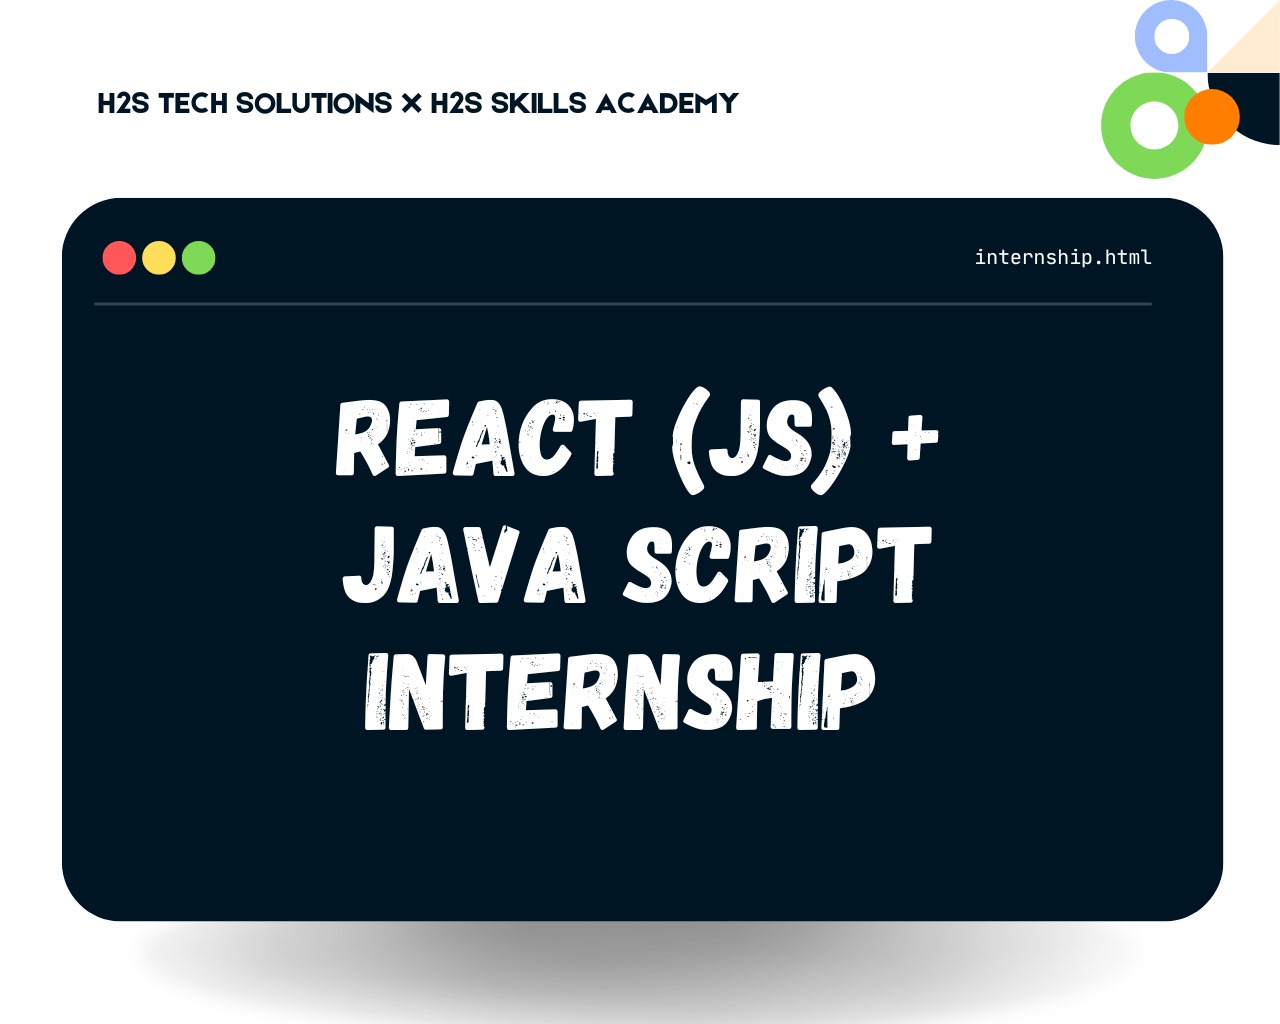 H2S TECH SOLUTIONS × H2S SKILLS ACADEMY
internship.html
REACT (JS) +
JAVA SCRIPT
INTERNSHIP